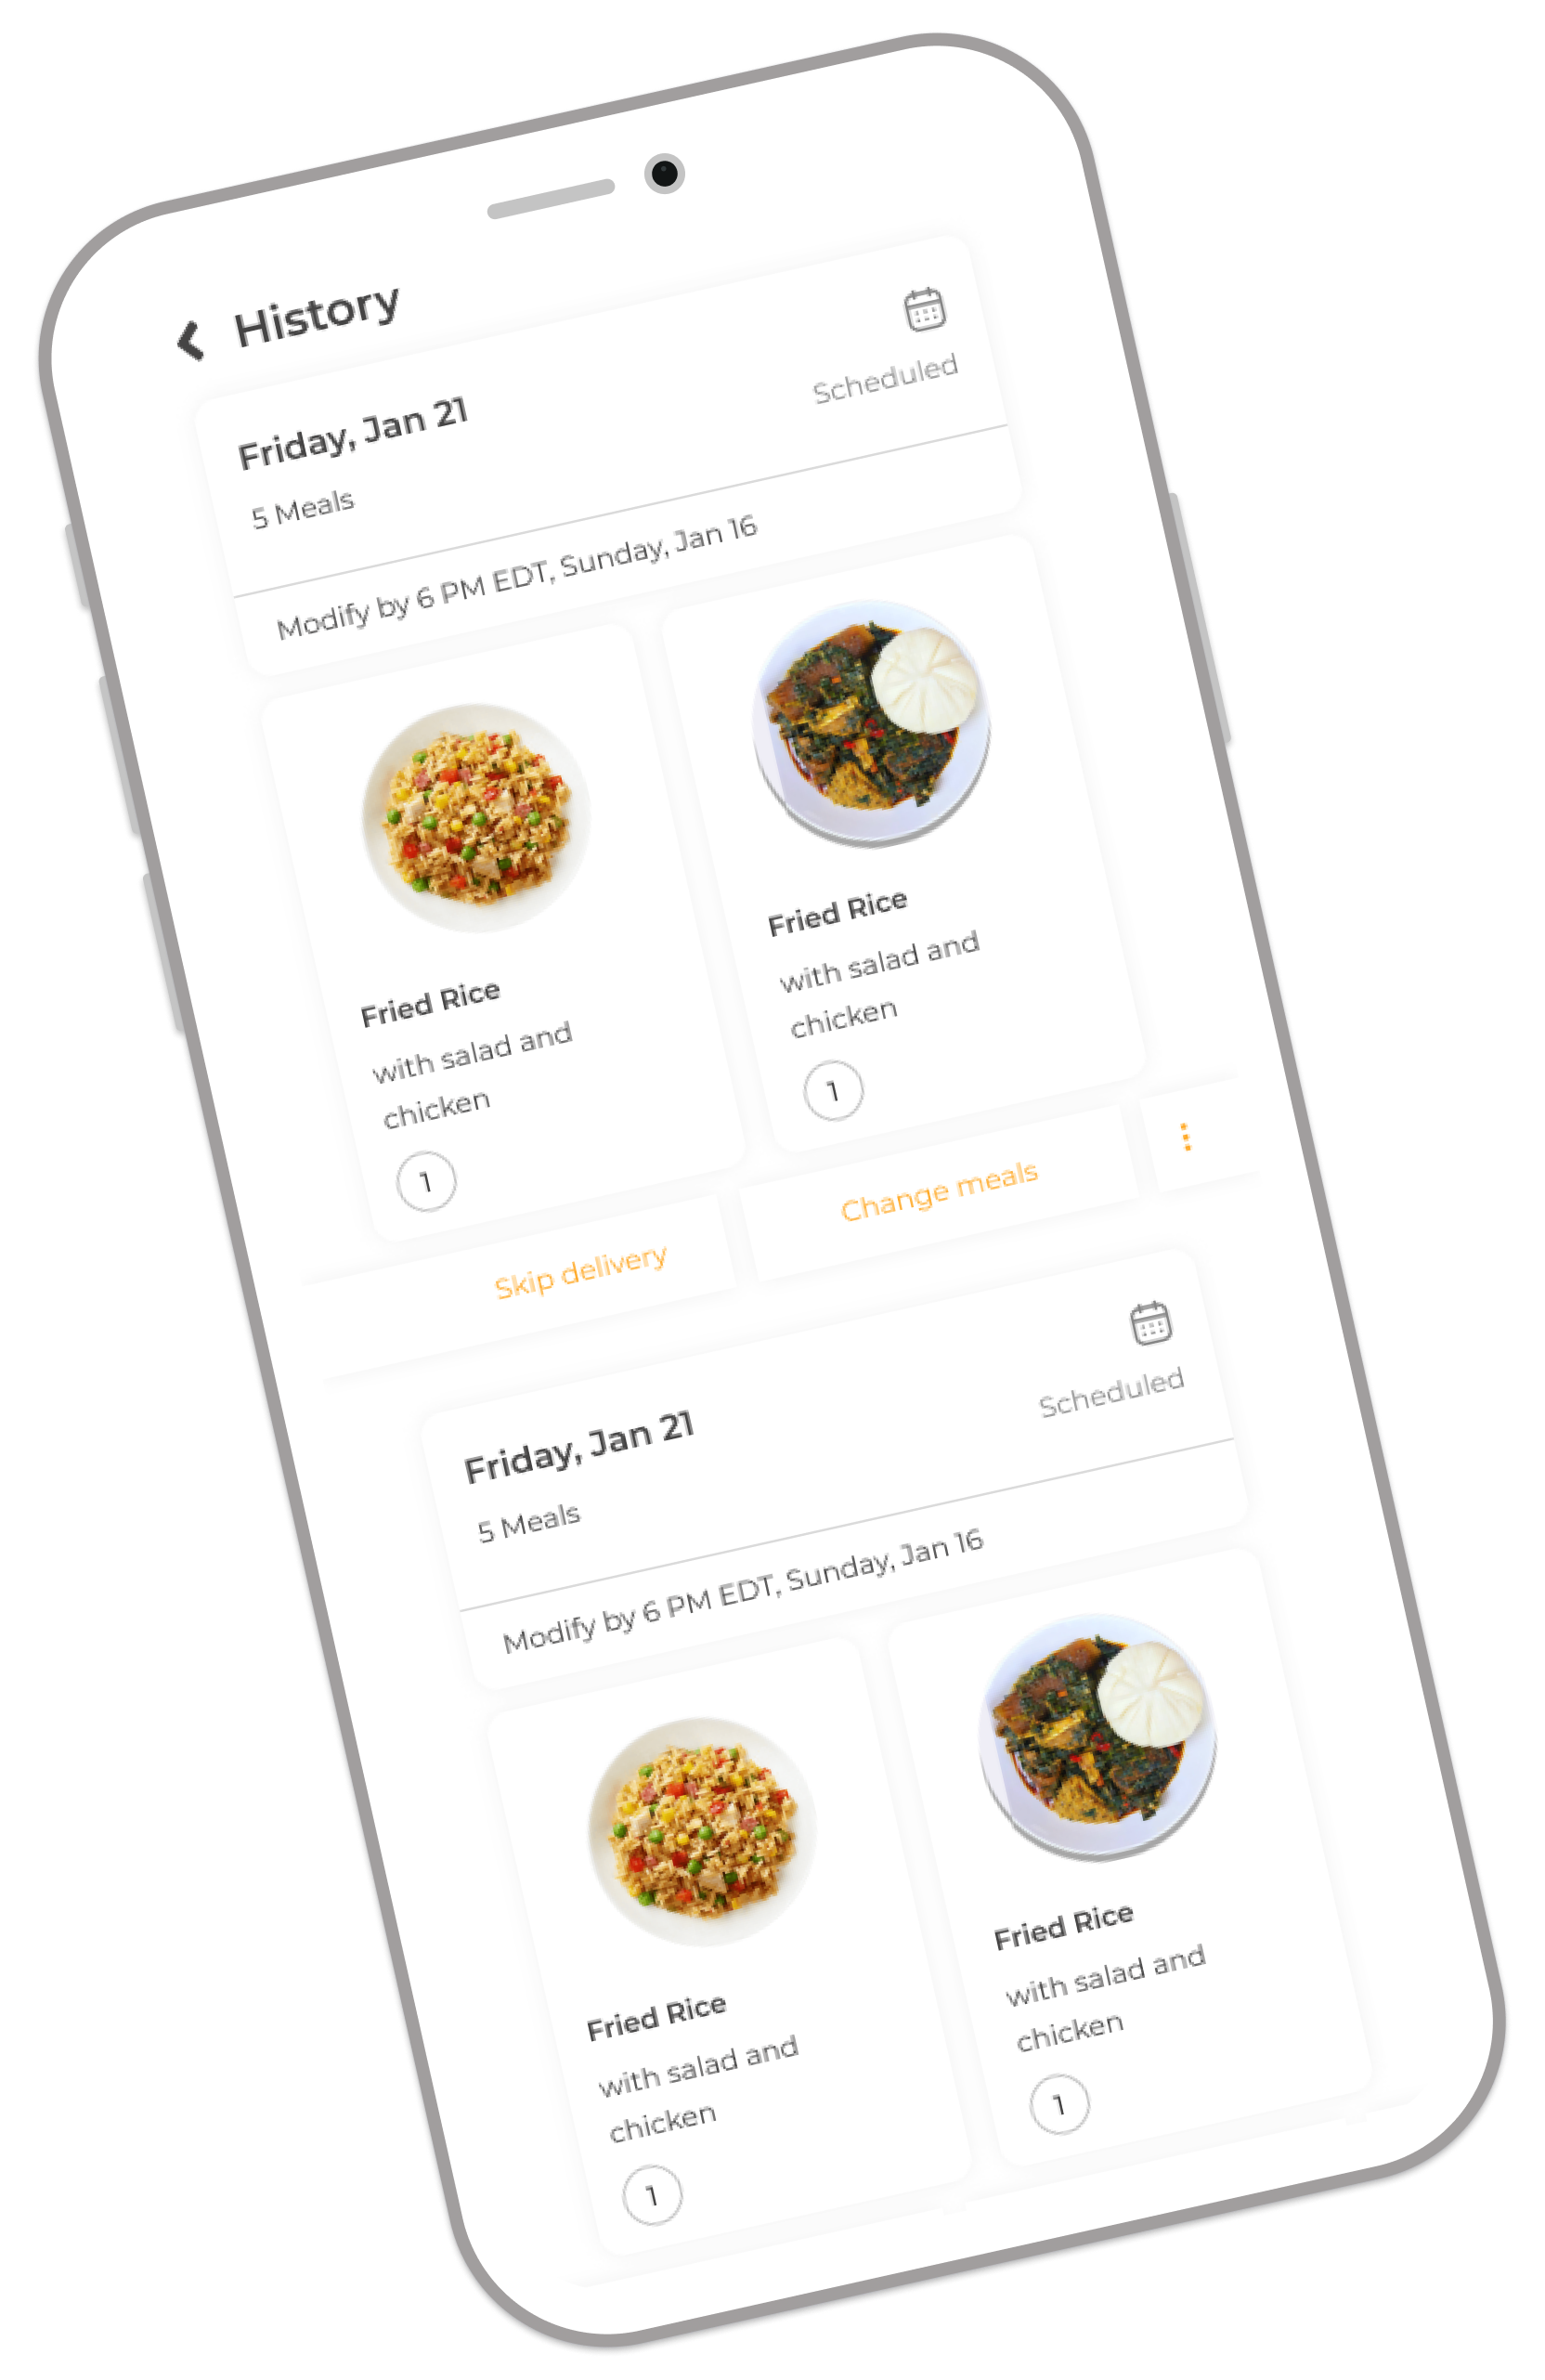 History
Friday, Jan 21
Scheduled
5 Meals
Modify by 6 PM EDT, Sunday, Jan 16
Fried Rice
with salad and
chicken
1
Fried Rice
with salad and
chicken
1
Skip delivery
Change meals
Friday, Jan 21
Scheduled
5 Meals
Modify by 6 PM EDT, Sunday, Jan 16
Fried Rice
with salad and
chicken
1
Fried Rice
with salad and
chicken
1